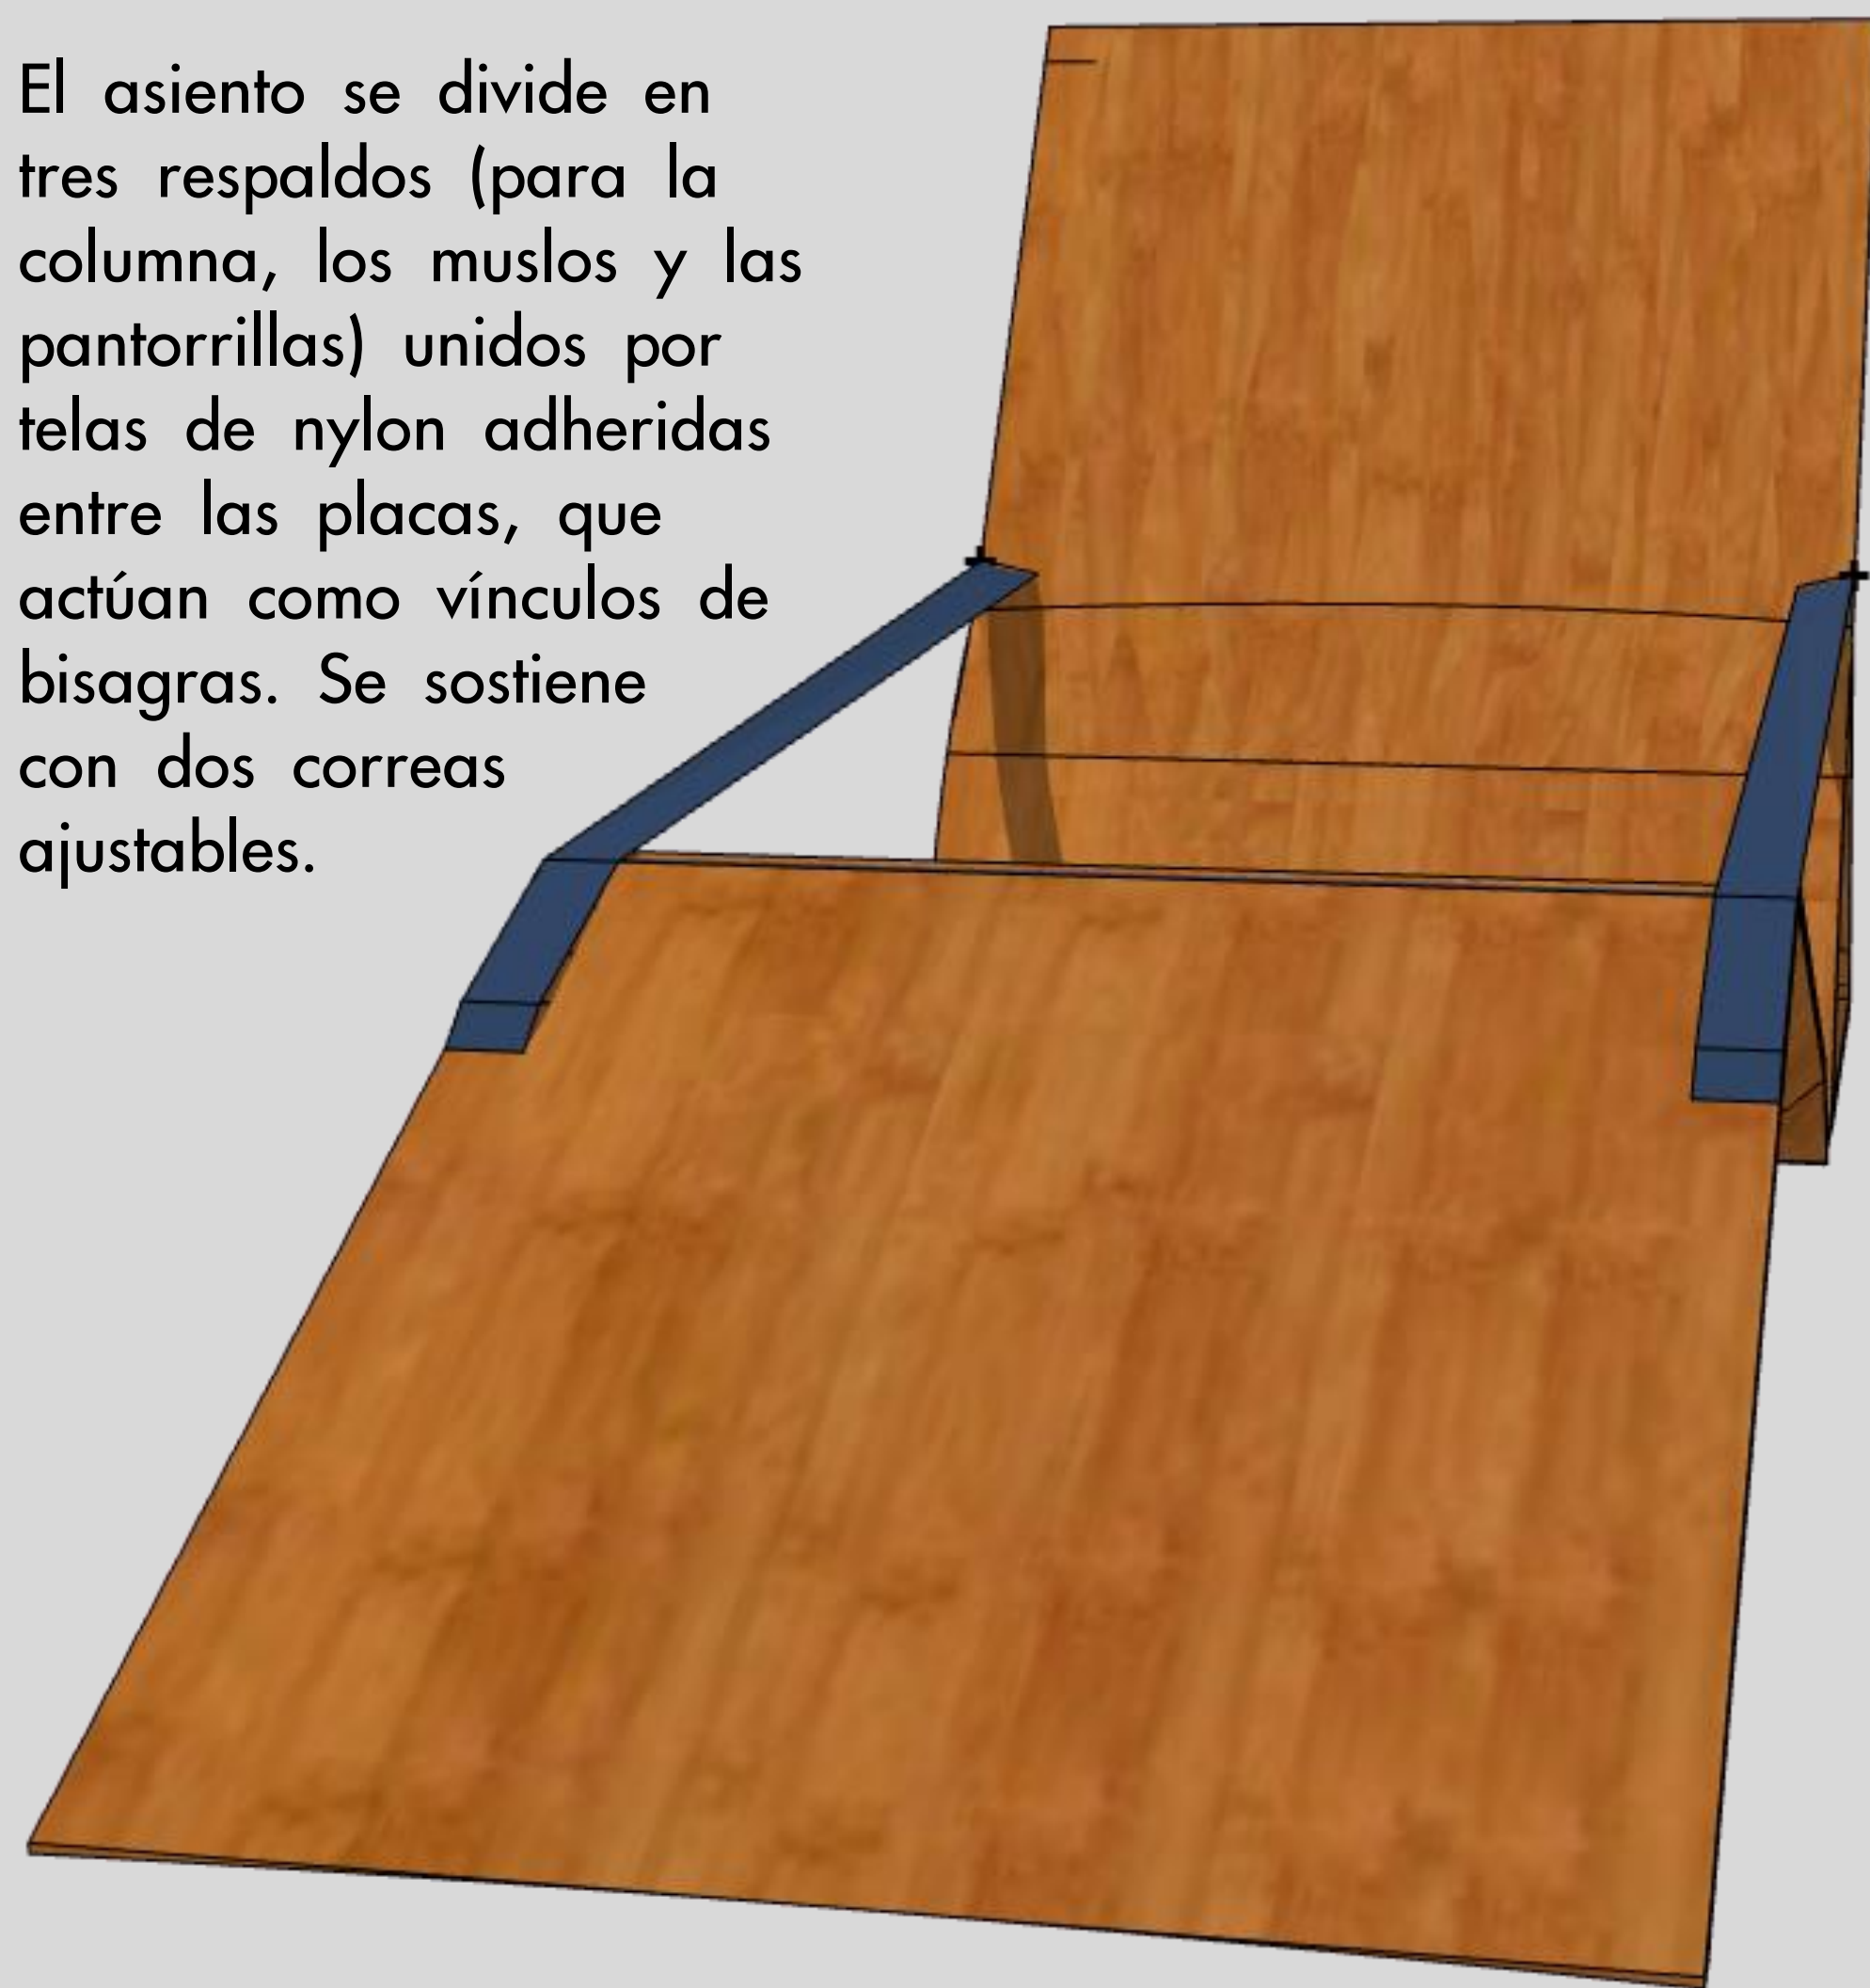 El asiento se divide en
tres respaldos (para la
columna, los muslos y las
pantorrillas) unidos por
telas de nylon adheridas
entre las placas, que
actúan como vínculos de
bisagras. Se sostiene
con dos correas
ajustables.